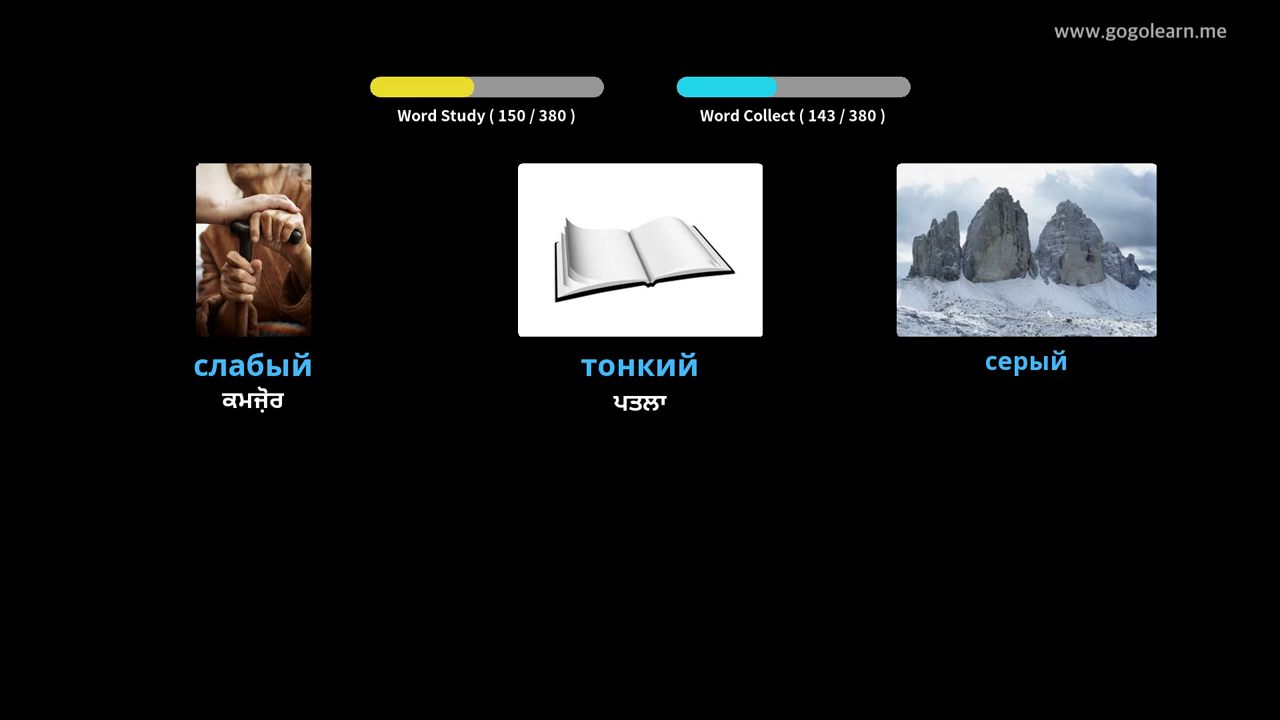 www.gogolearn.me
Word Study ( 150 / 380 )
Word Collect ( 143 / 380 )
слабый
тонкий
серый
ਕਮਜ਼ੋਰ
ਪਤਲਾ